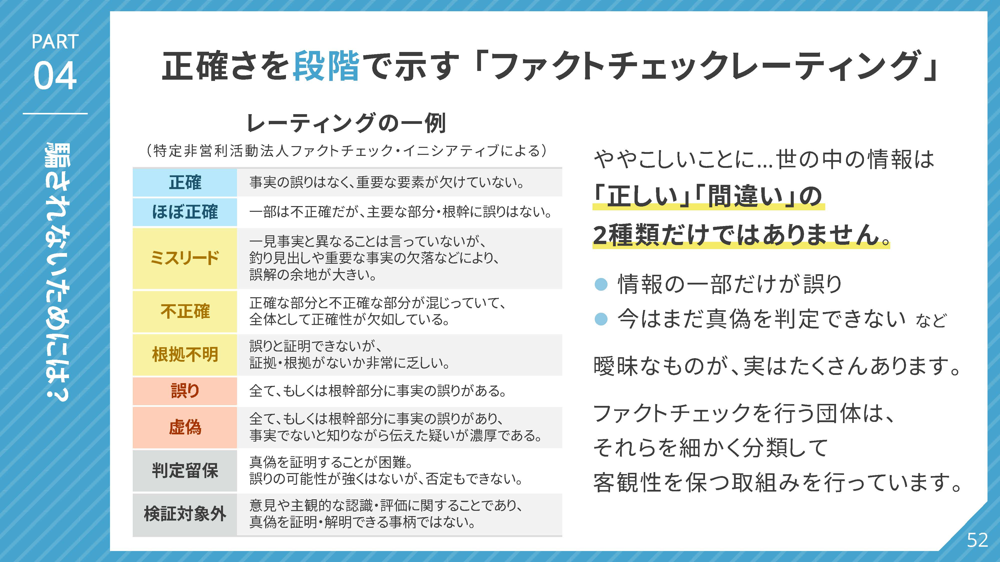 PART
04
騙されないためには？
正確さを段階で示す「ファクトチェックレーティング」
レーティングの一例
（特定非営利活動法人ファクトチェック・イニシアティブによる）
正確
事実の誤りはなく、重要な要素が欠けていない。
ほぼ正確
一部は不正確だが、主要な部分・根幹に誤りはない。
ミスリード
一見事実と異なることは言っていないが、
釣り見出しや重要な事実の欠落などにより、
誤解の余地が大きい。
不正確
正確な部分と不正確な部分が混じっていて、
全体として正確性が欠如している。
根拠不明
誤りと証明できないが、
証拠・根拠がないか非常に乏しい。
誤り
全て、もしくは根幹部分に事実の誤りがある。
虚偽
全て、もしくは根幹部分に事実の誤りがあり、
事実でないと知りながら伝えた疑いが濃厚である。
判定留保
真偽を証明することが困難。
誤りの可能性が強くはないが、否定もできない。
検証対象外
意見や主観的な認識・評価に関することであり、
真偽を証明・解明できる事柄ではない。
ややこしいことに…世の中の情報は
「正しい」「間違い」の
2種類だけではありません。
● 情報の一部だけが誤り
● 今はまだ真偽を判定できない など
曖昧なものが、実はたくさんあります。
ファクトチェックを行う団体は、
それらを細かく分類して
客観性を保つ取組みを行っています。
52